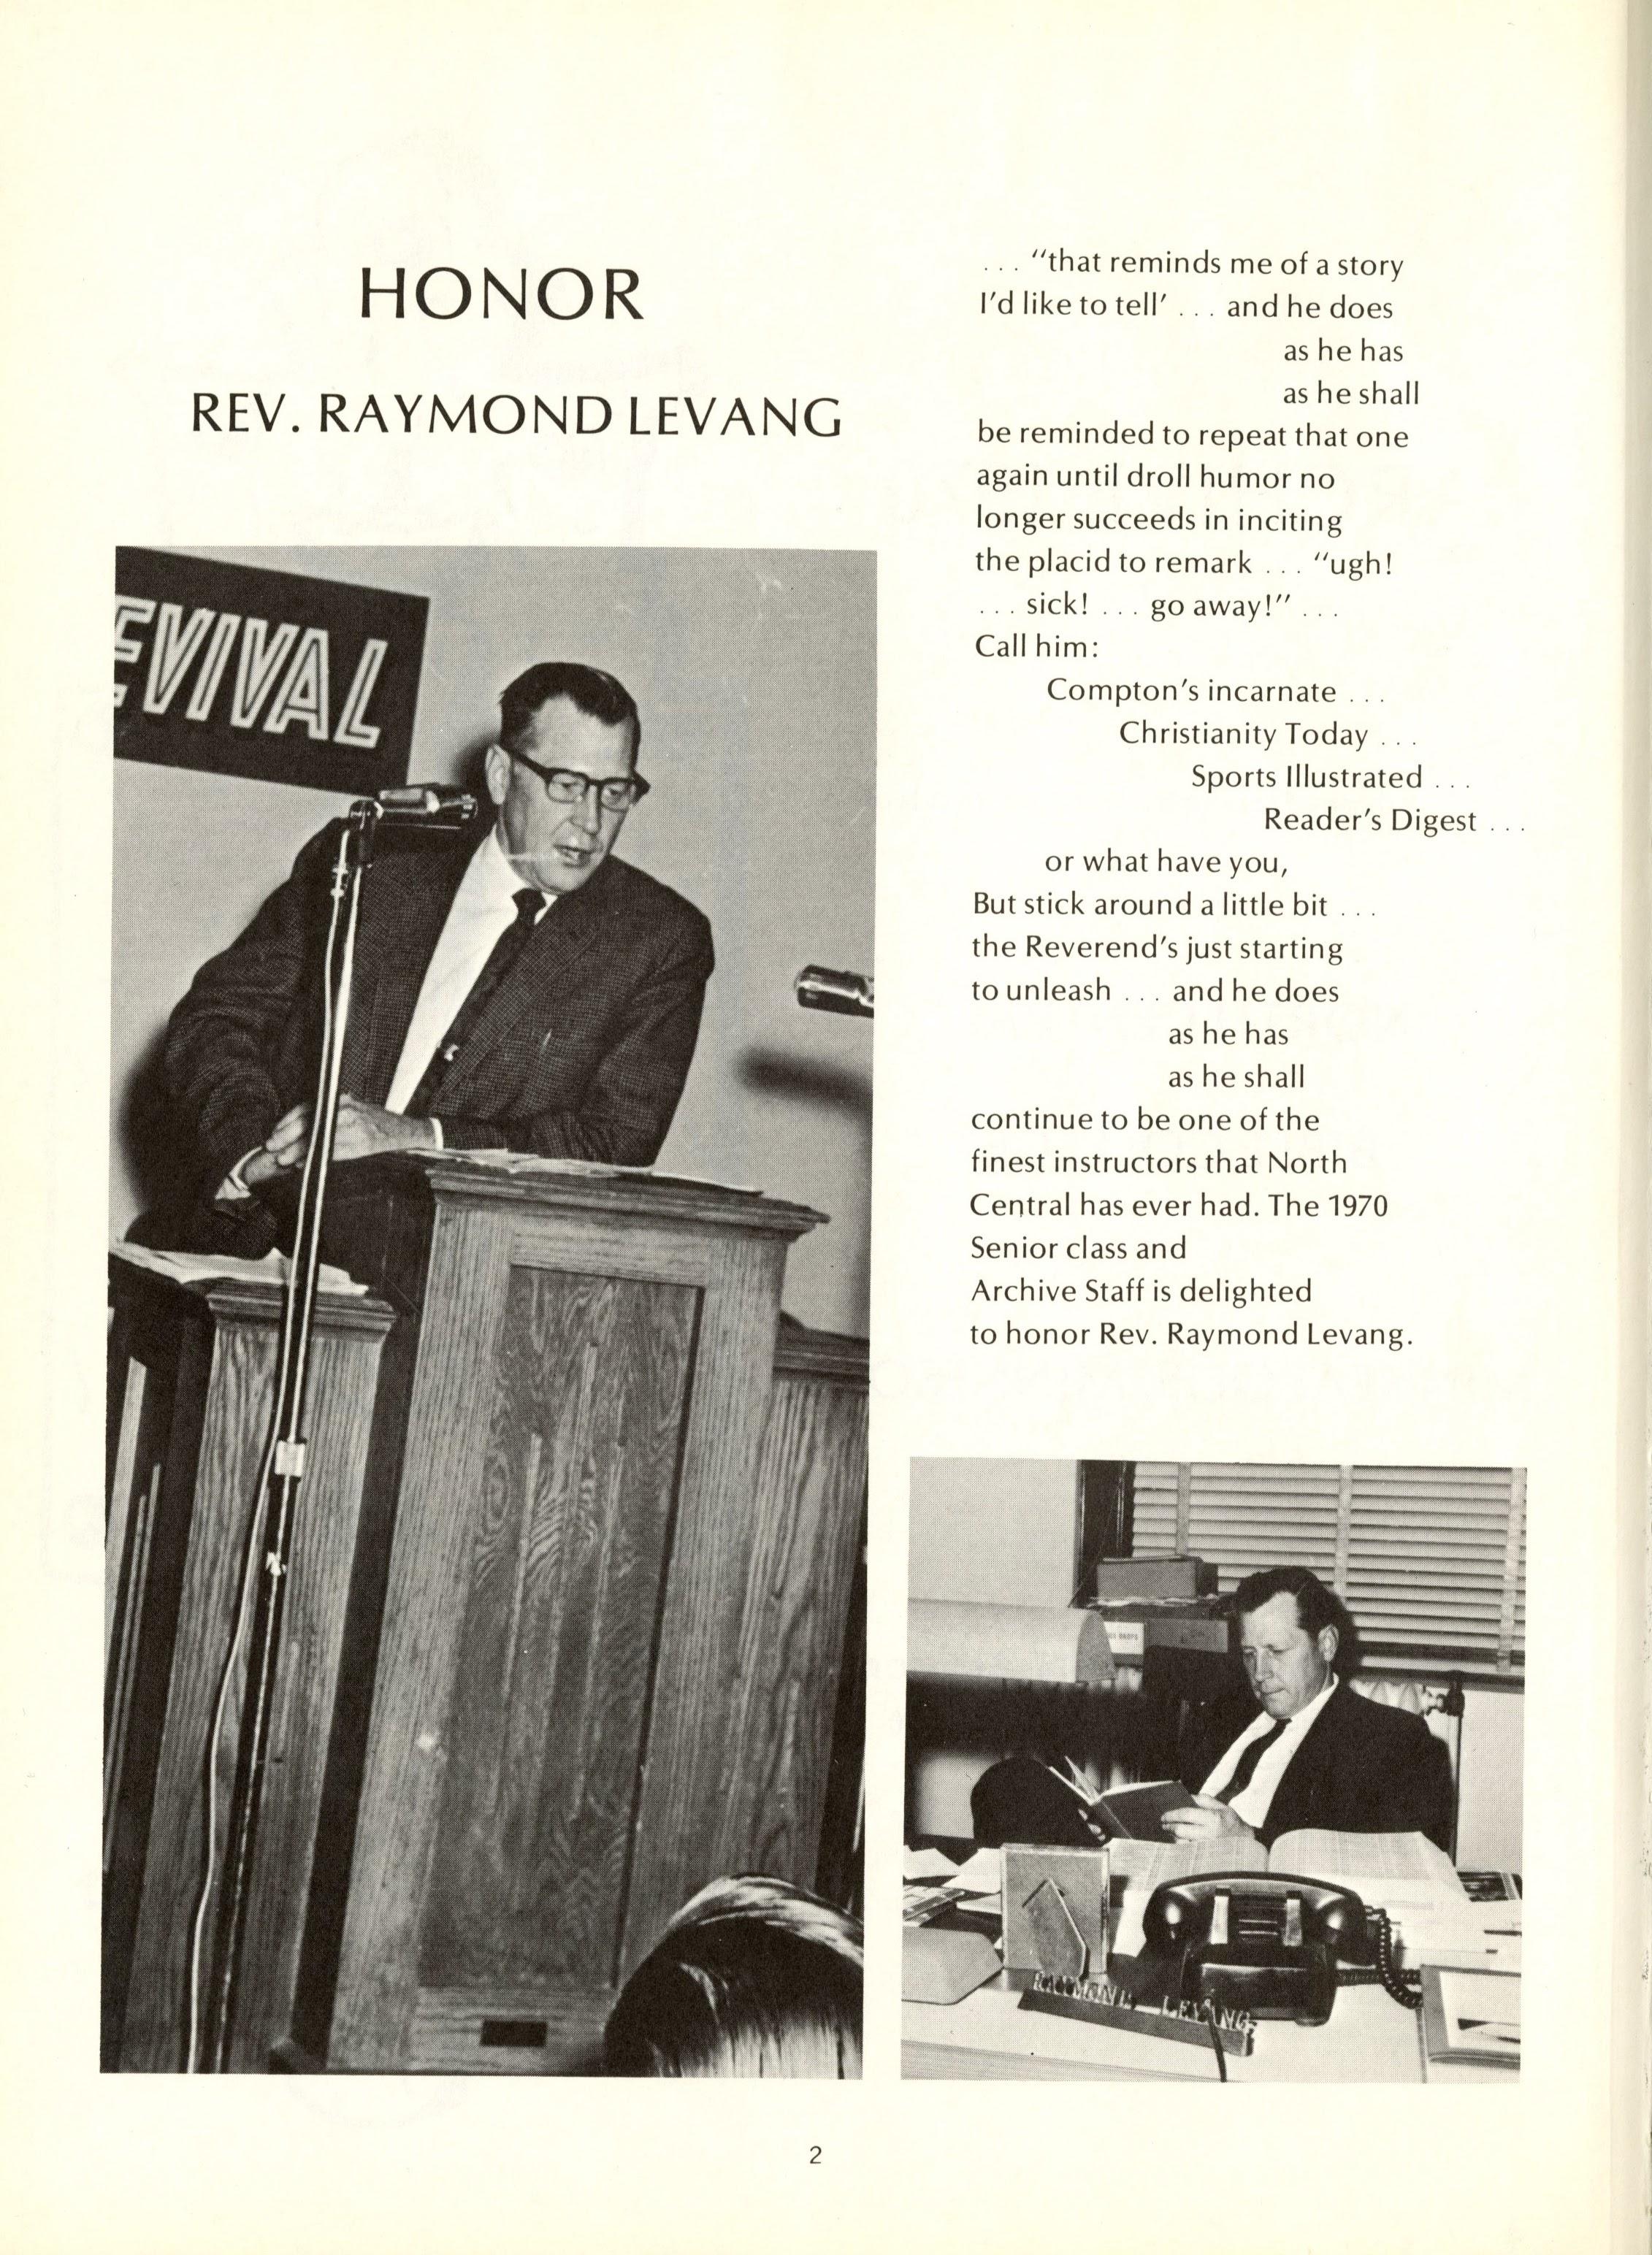 HONOR
REV. RAYMOND LEVANG
EVIVAL
... "that reminds me of a story
I'd like to tell' ... and he does
as he has
as he shall
be reminded to repeat that one
again until droll humor no
longer succeeds in inciting
the placid to remark ... "ugh!
... sick! ... go away!" ...
Call him:
Compton's incarnate ...
Christianity Today ...
Sports Illustrated ...
Reader's Digest ...
or what have you,
But stick around a little bit ...
the Reverend's just starting
to unleash ... and he does
as he has
as he shall
continue to be one of the
finest instructors that North
Central has ever had. The 1970
Senior class and
Archive Staff is delighted
to honor Rev. Raymond Levang.
RAYMOND LEVANG
2